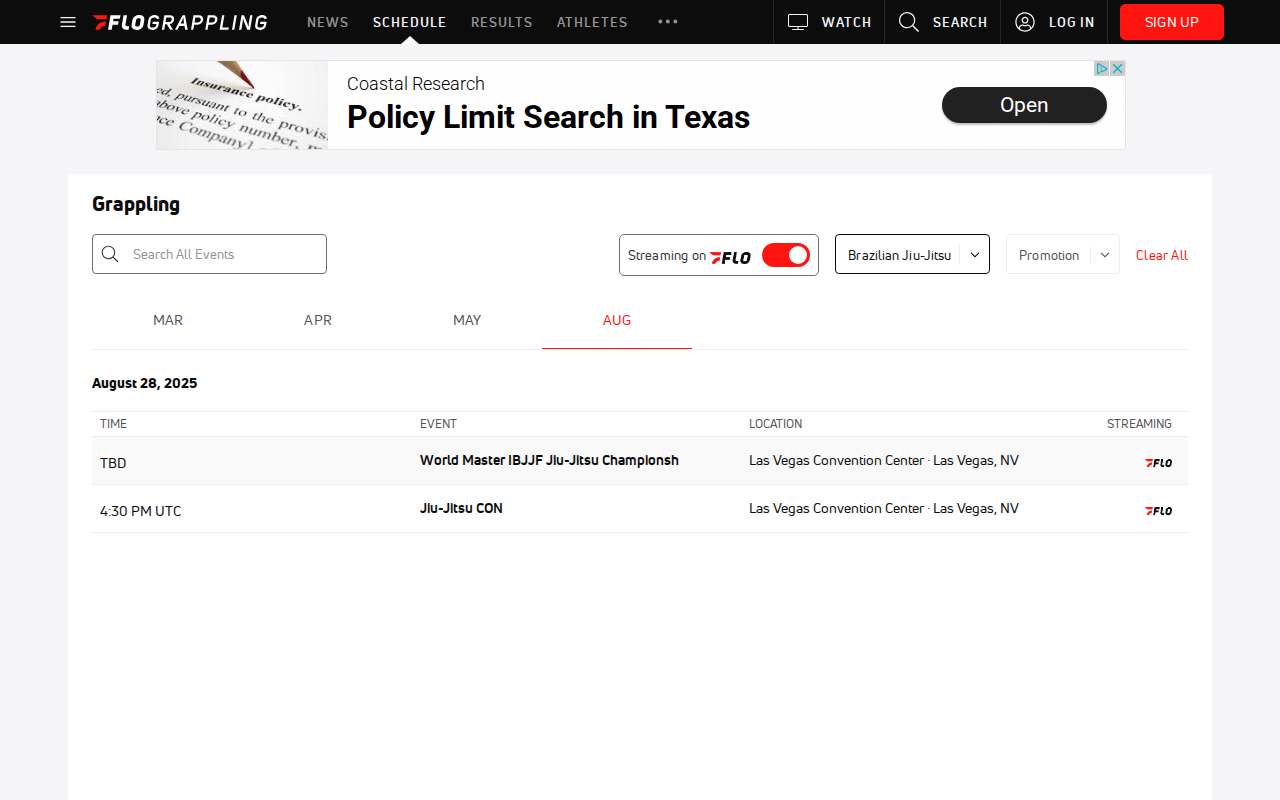 FLOGRAPPLING NEWS SCHEDULE RESULTS ATHLETES WATCH SEARCH LOG IN SIGN UP
Insurance policy.
pursuant to the provis
above policy number,
Company)
Coastal Research
Policy Limit Search in Texas
Open
Grappling
Search All Events
Streaming on FLO
Brazilian Jiu-Jitsu
Promotion
Clear All
MAR APR MAY AUG
August 28, 2025
TIME EVENT LOCATION STREAMING
TBD World Master IBJJF Jiu-Jitsu Championsh Las Vegas Convention Center · Las Vegas, NV FLO
4:30 PM UTC Jiu-Jitsu CON Las Vegas Convention Center · Las Vegas, NV FLO